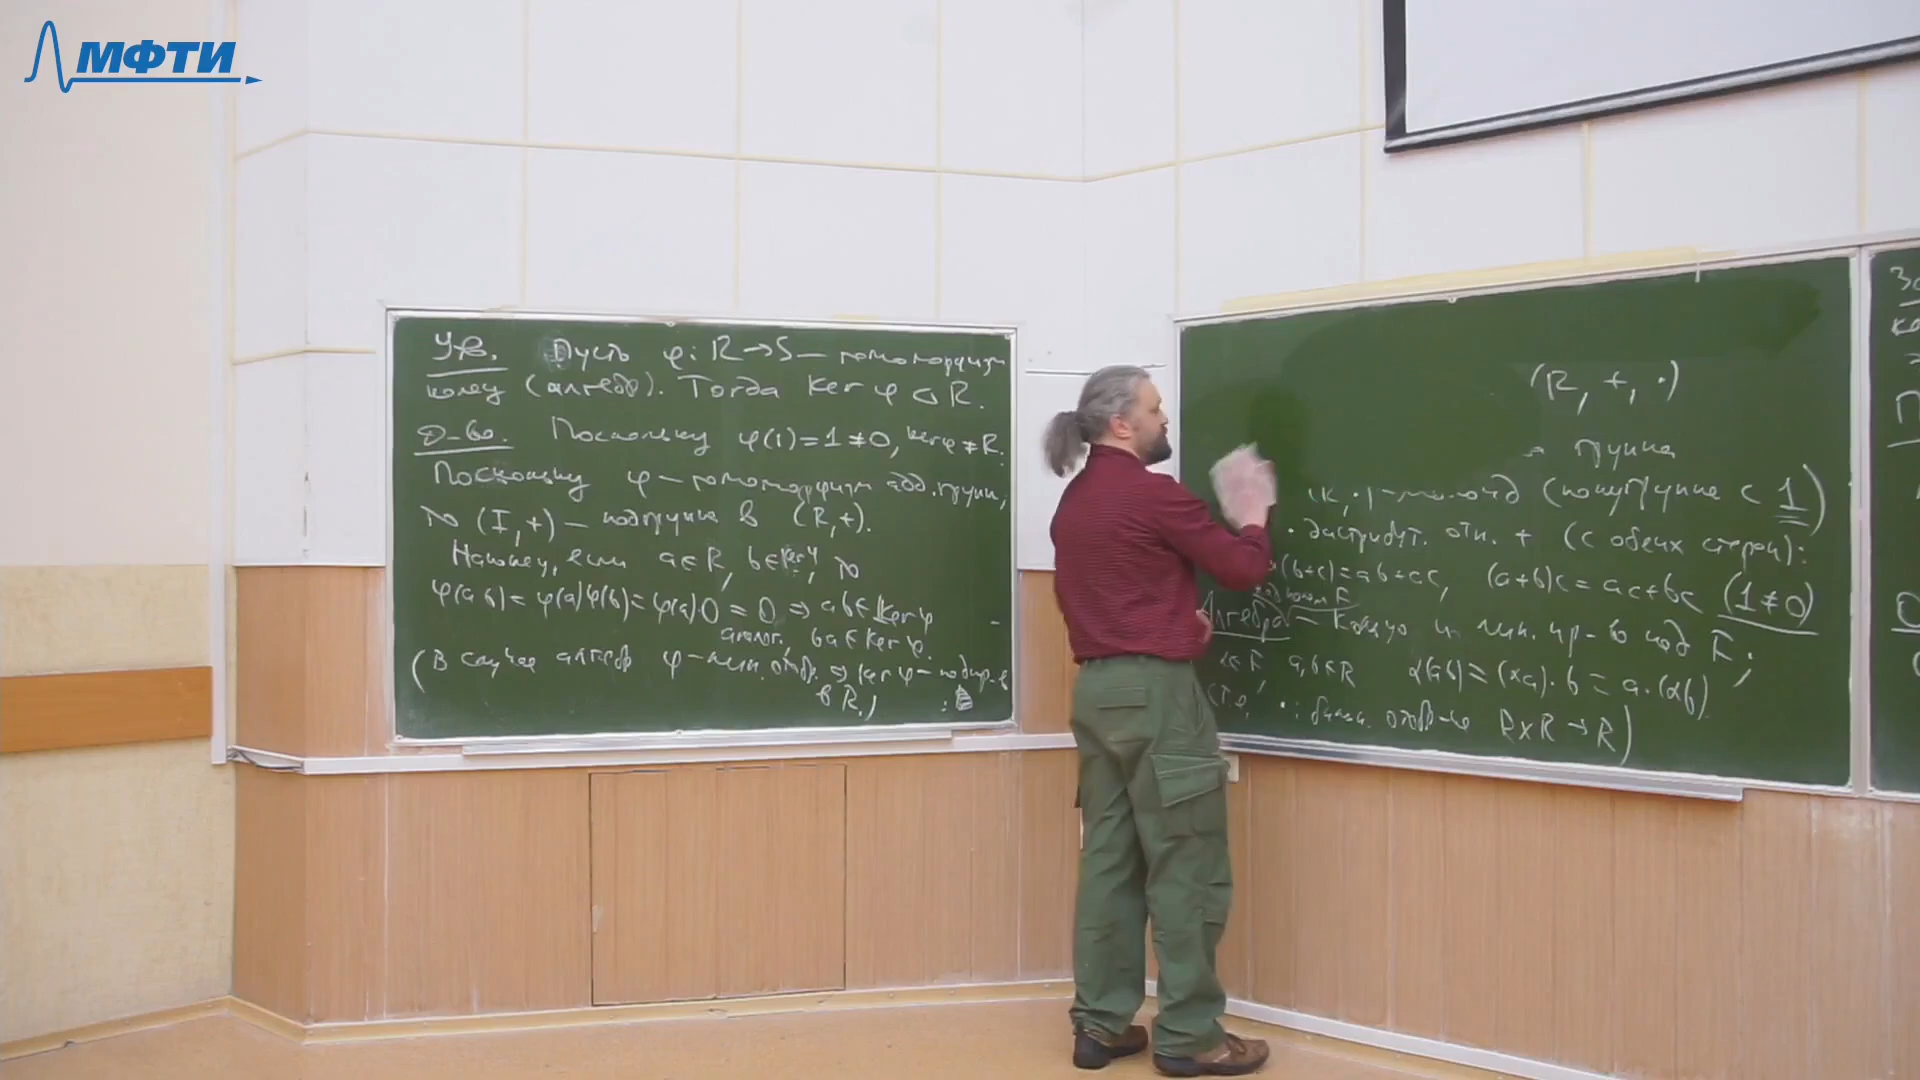 МФТИ
Утв. Пусть φ: R → S — гомоморфизм
колец (алгебр). Тогда Ker φ ◁ R.
Д-во. Поскольку φ(1) = 1 ≠ 0, Ker φ ≠ R.
Поскольку φ — гомоморфизм адд. групп,
то (I, +) — подгруппа в (R, +).
Наконец, если a ∈ R, b ∈ Ker φ, то
φ(ab) = φ(a)φ(b) = φ(a)·0 = 0 ⇒ ab ∈ Ker φ
аналог. ba ∈ Ker φ.
(В случае алгебр φ — лин. отобр. ⇒ Ker φ — подпр-в
в R.)
(R, +, ·)
группа
(R, ·) — моноид (полугруппа с 1)
· дистрибут. отн. + (с обеих сторон):
(b+c) = ab+ac, (a+b)c = ac+bc (1≠0)
над полем F
Алгебра — кольцо и лин. пр-во над F;
α ∈ F, a, b ∈ R α(ab) = (αa)·b = a·(αb)
(т.е. ·: билин. отобр-е R×R → R)